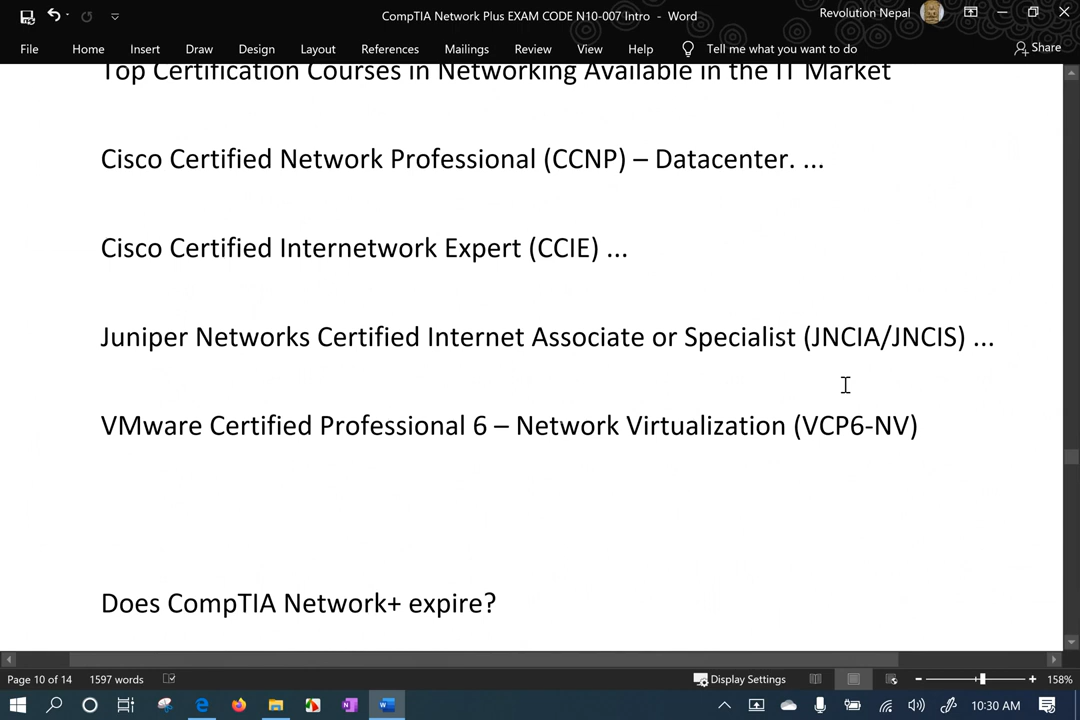 CompTIA Network Plus EXAM CODE N10-007 Intro - Word
Revolution Nepal
File Home Insert Draw Design Layout References Mailings Review View Help Tell me what you want to do Share
Top Certification Courses in Networking Available in the IT Market
Cisco Certified Network Professional (CCNP) – Datacenter. ...
Cisco Certified Internetwork Expert (CCIE) ...
Juniper Networks Certified Internet Associate or Specialist (JNCIA/JNCIS) ...
VMware Certified Professional 6 – Network Virtualization (VCP6-NV)
Does CompTIA Network+ expire?
Page 10 of 14 1597 words Display Settings 158%
10:30 AM